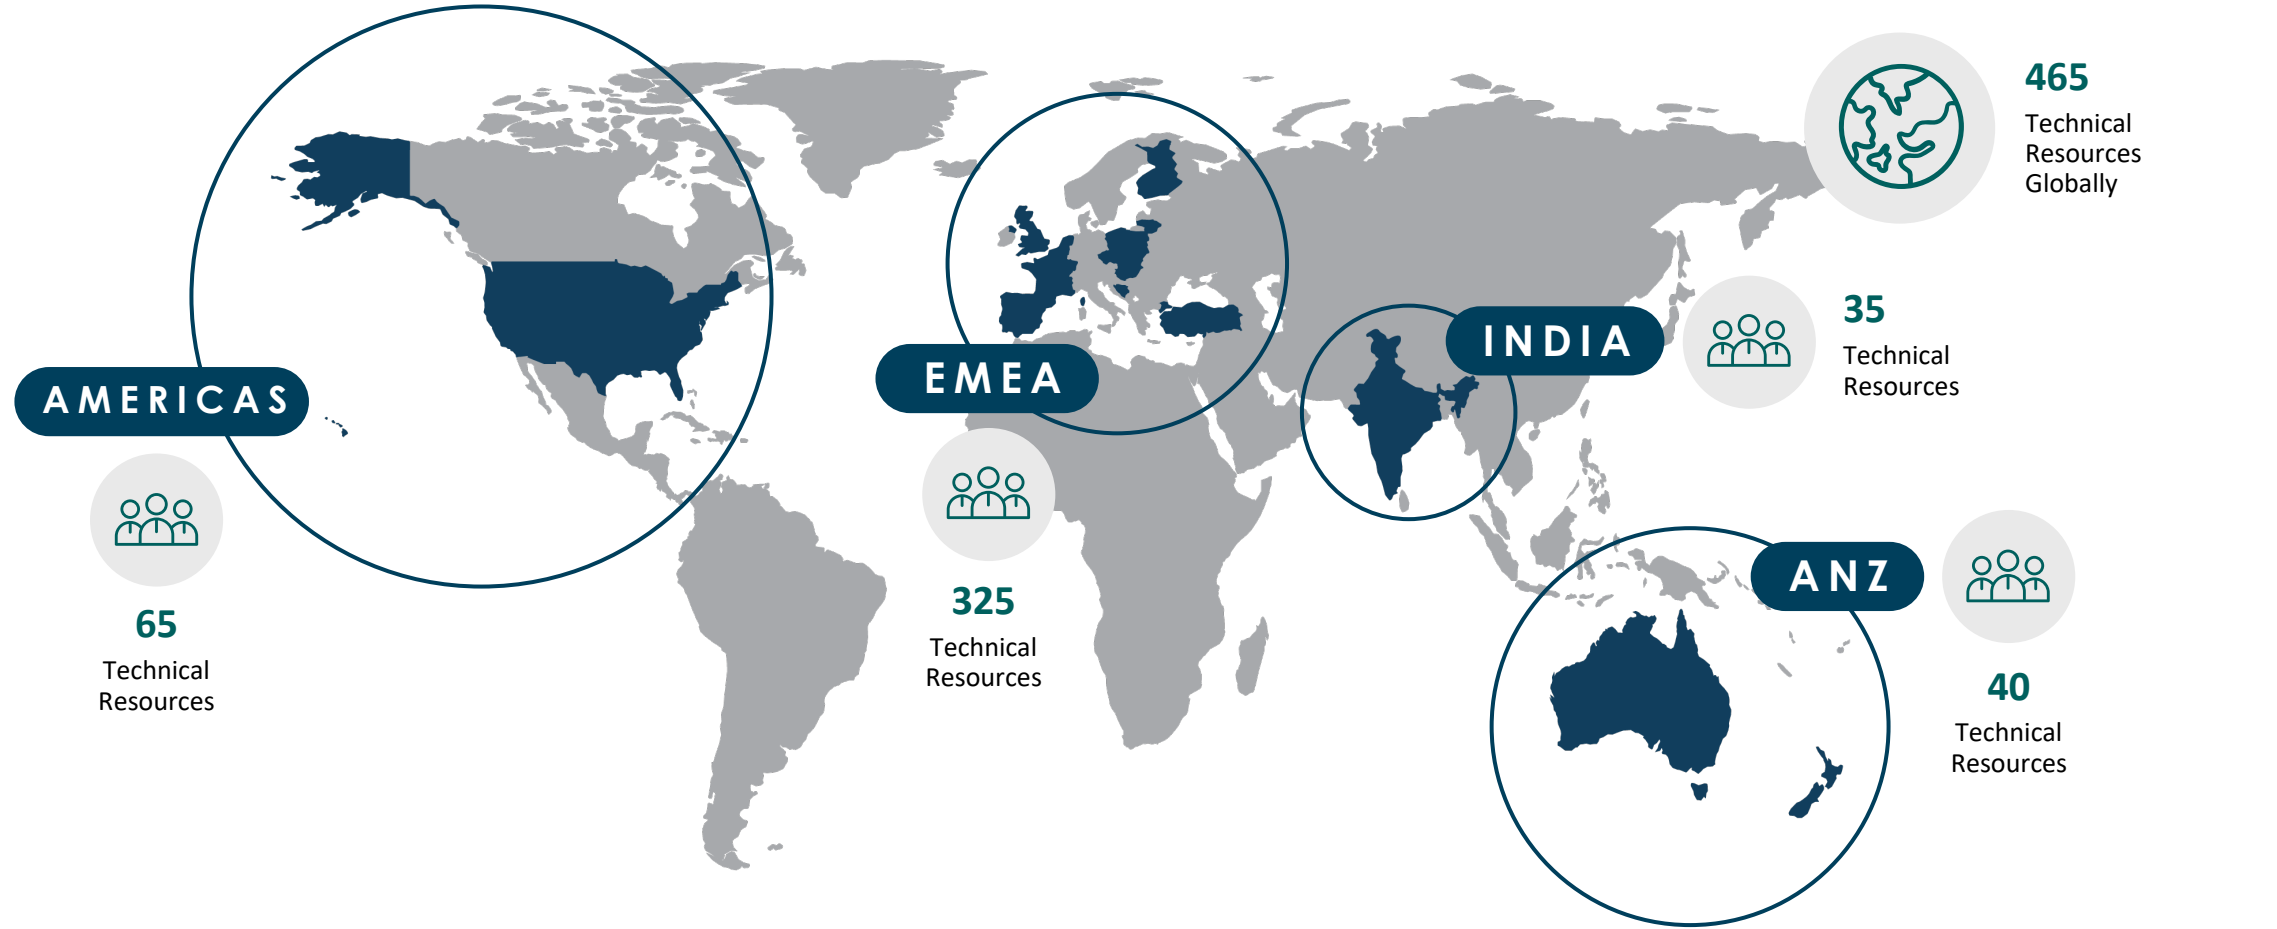 465
Technical
Resources
Globally
INDIA
35
Technical
Resources
EMEA
325
Technical
Resources
AMERICAS
65
Technical
Resources
ANZ
40
Technical
Resources